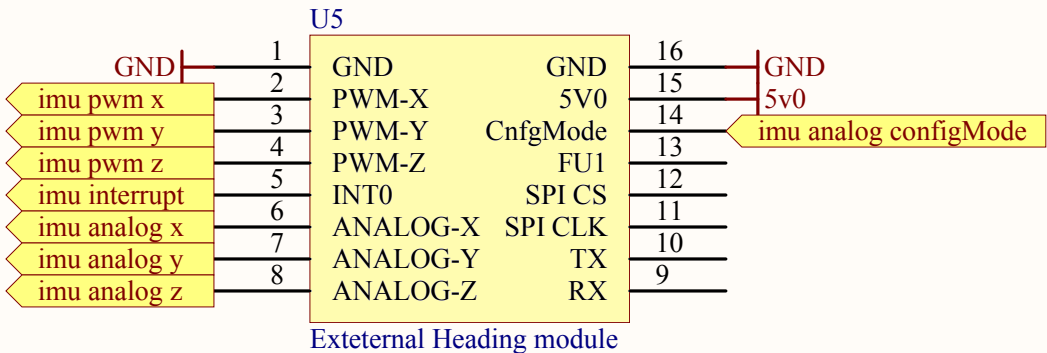 U5
GND 1 GND GND 16 GND
imu pwm x 2 PWM-X 5V0 15 5v0
imu pwm y 3 PWM-Y CnfgMode 14 imu analog configMode
imu pwm z 4 PWM-Z FU1 13
imu interrupt 5 INT0 SPI CS 12
imu analog x 6 ANALOG-X SPI CLK 11
imu analog y 7 ANALOG-Y TX 10
imu analog z 8 ANALOG-Z RX 9
Exteternal Heading module